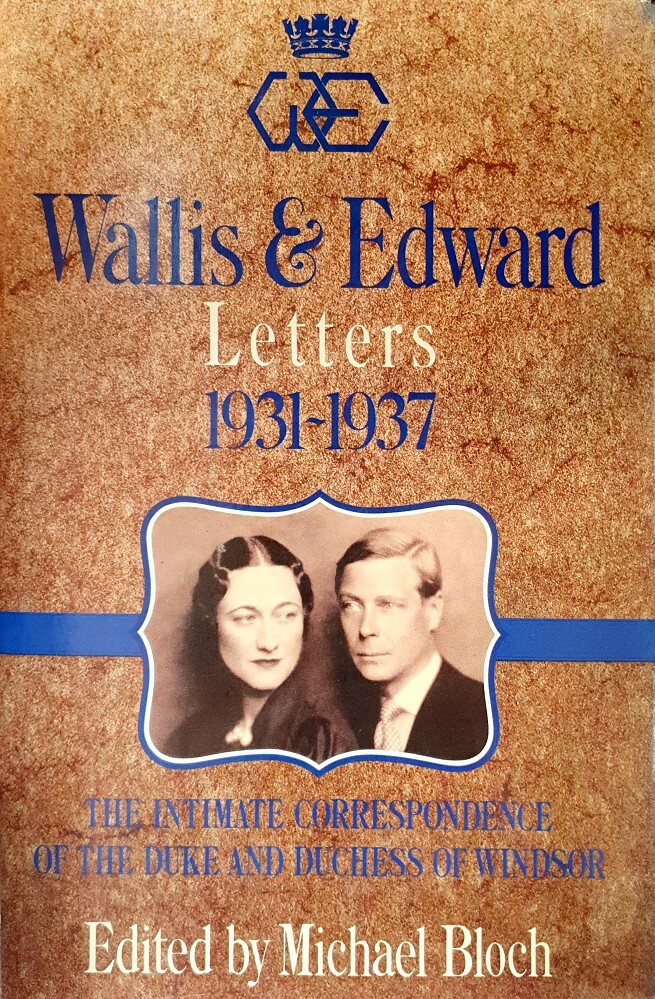 WE
Wallis & Edward
Letters
1931-1937
THE INTIMATE CORRESPONDENCE
OF THE DUKE AND DUCHESS OF WINDSOR
Edited by Michael Bloch